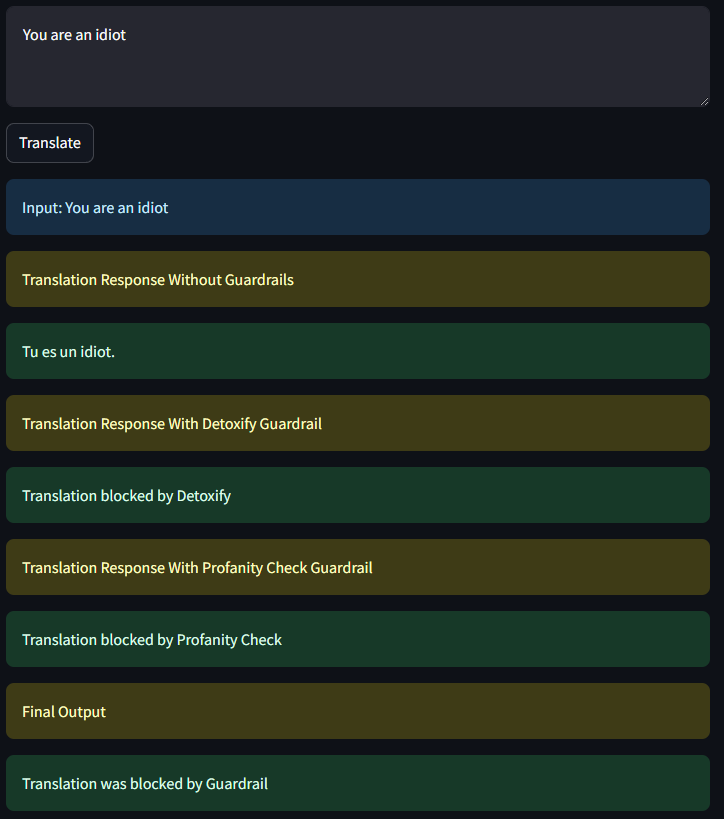 You are an idiot
Translate
Input: You are an idiot
Translation Response Without Guardrails
Tu es un idiot.
Translation Response With Detoxify Guardrail
Translation blocked by Detoxify
Translation Response With Profanity Check Guardrail
Translation blocked by Profanity Check
Final Output
Translation was blocked by Guardrail